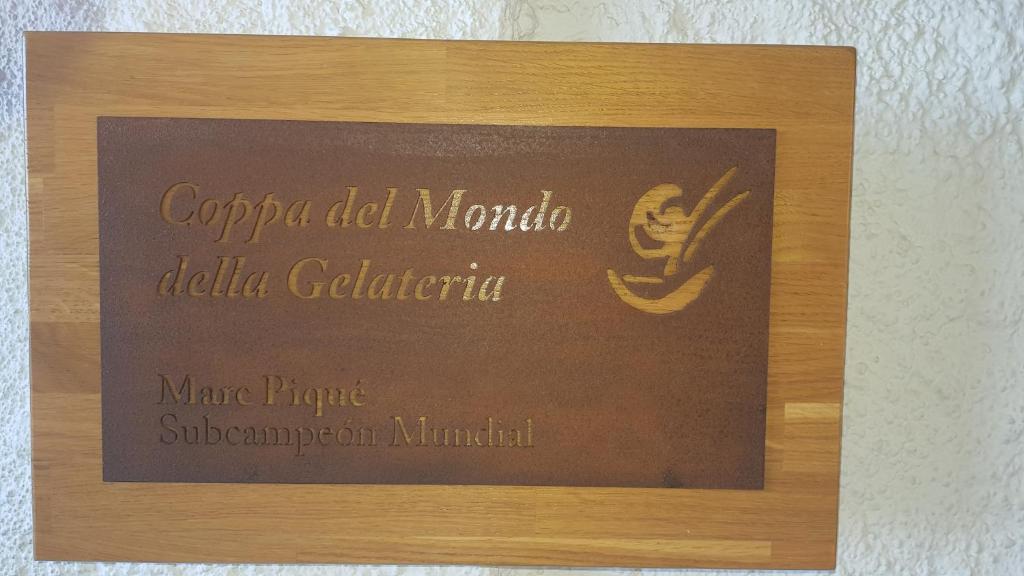 Coppa del Mondo
della Gelateria
Marc Piqué
Subcampeón Mundial